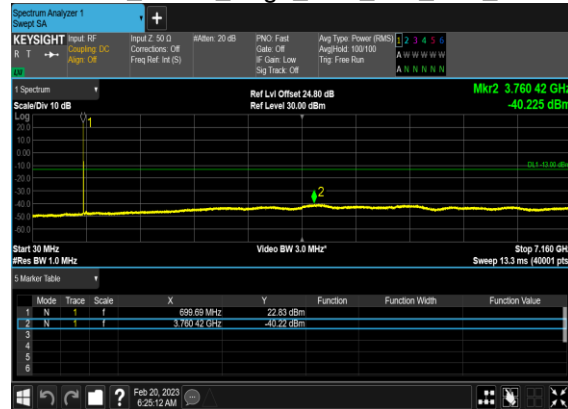 Spectrum Analyzer 1
Swept SA
+
KEYSIGHT Input: RF Input Z: 50 Ω #Atten: 20 dB PNO: Fast Avg Type: Power (RMS) 1 2 3 4 5 6
R T Coupling: DC Corrections: Off Gate: Off Avg|Hold: 100/100 A W W W W W
Align: Off Freq Ref: Int (S) IF Gain: Low Trig: Free Run
Sig Track: Off A N N N N N
1 Spectrum Ref Lvl Offset 24.80 dB Mkr2 3.760 42 GHz
Scale/Div 10 dB Ref Level 30.00 dBm -40.225 dBm
Log
20.0
10.0
0.00
-10.0
DL1 -13.00 dBm
-20.0
-30.0
-40.0
-50.0
-60.0
1
2
Start 30 MHz Video BW 3.0 MHz* Stop 7.160 GHz
#Res BW 1.0 MHz Sweep 13.3 ms (40001 pts
5 Marker Table
Mode Trace Scale X Y Function Function Width Function Value
1 N 1 f 699.69 MHz 22.83 dBm
2 N 1 f 3.760 42 GHz -40.22 dBm
3
4
5
6
? Feb 20, 2023
6:25:12 AM